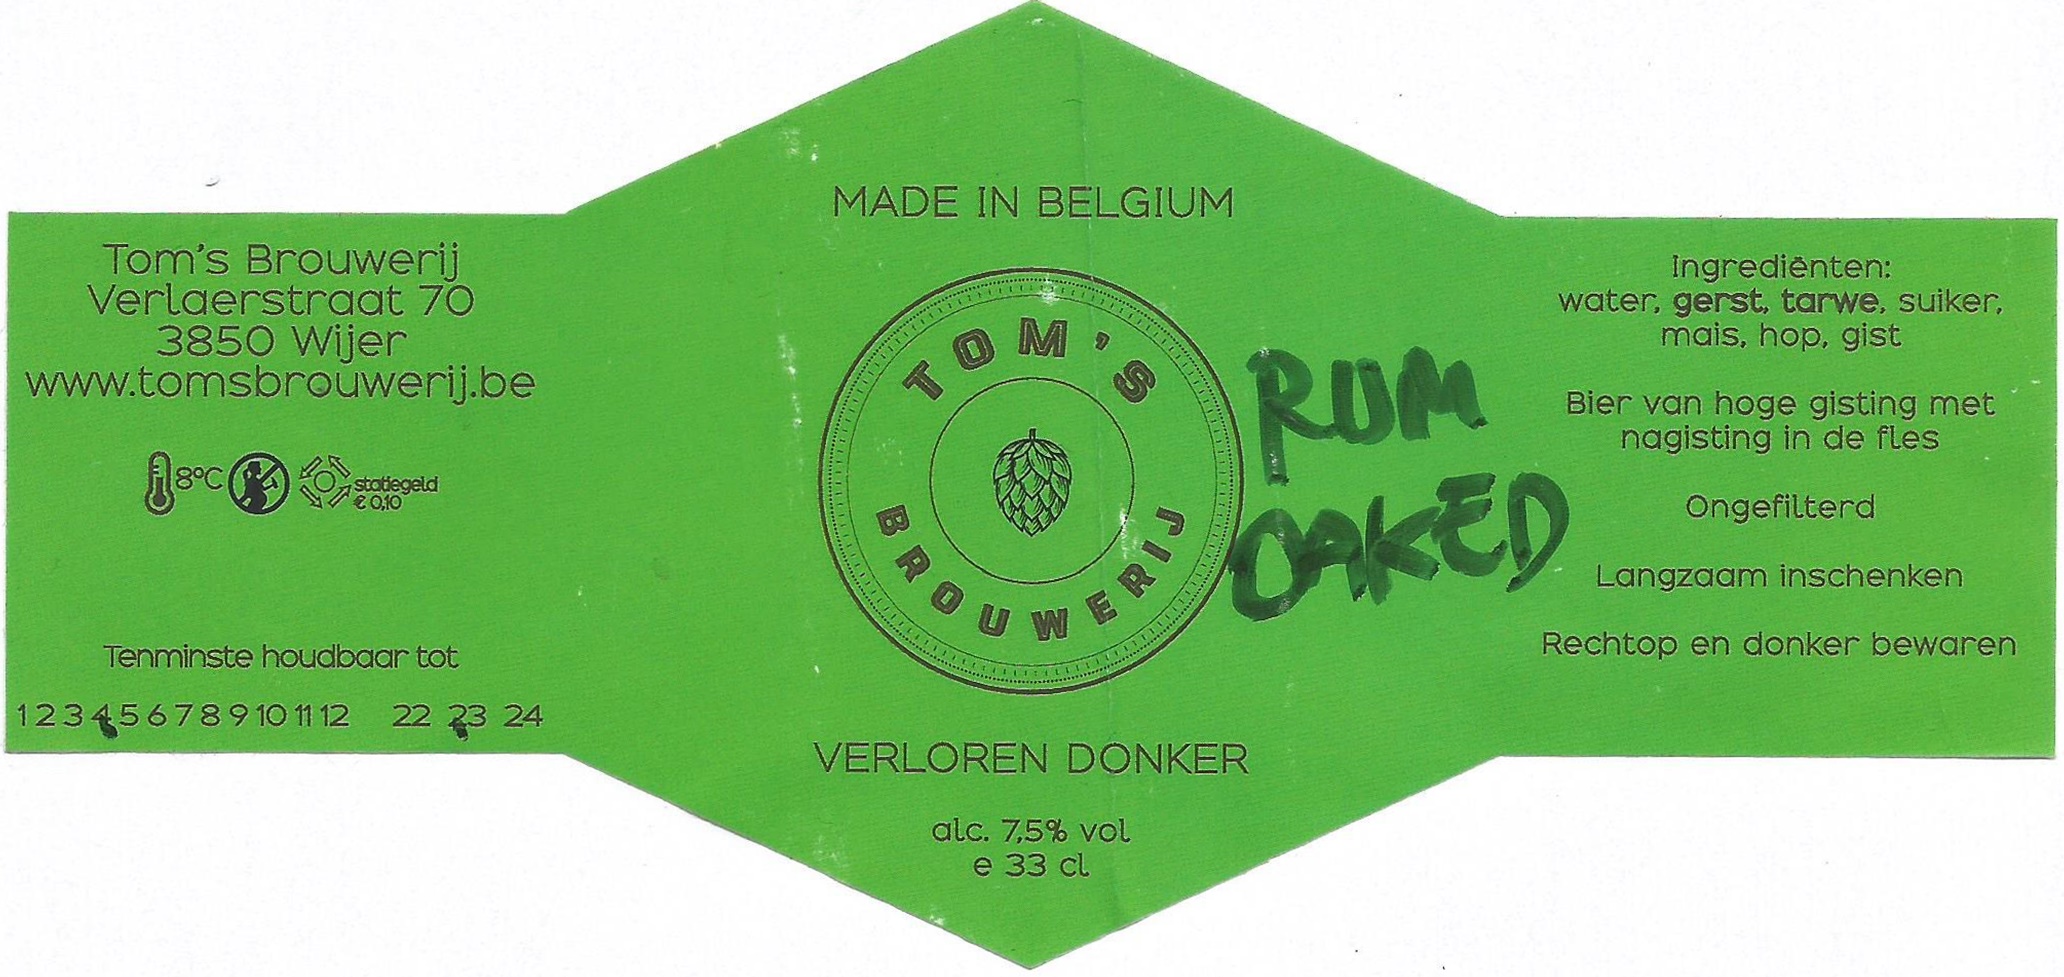 Tom's Brouwerij
Verlaerstraat 70
3850 Wijer
www.tomsbrouwerij.be
8°C
statiegeld
€ 0,10
Tenminste houdbaar tot
1 2 3 4 5 6 7 8 9 10 11 12 22 23 24
MADE IN BELGIUM
TOM'S
BROUWERIJ
VERLOREN DONKER
alc. 7,5% vol
e 33 cl
RUM
OAKED
Ingrediënten:
water, gerst, tarwe, suiker,
mais, hop, gist
Bier van hoge gisting met
nagisting in de fles
Ongefilterd
Langzaam inschenken
Rechtop en donker bewaren